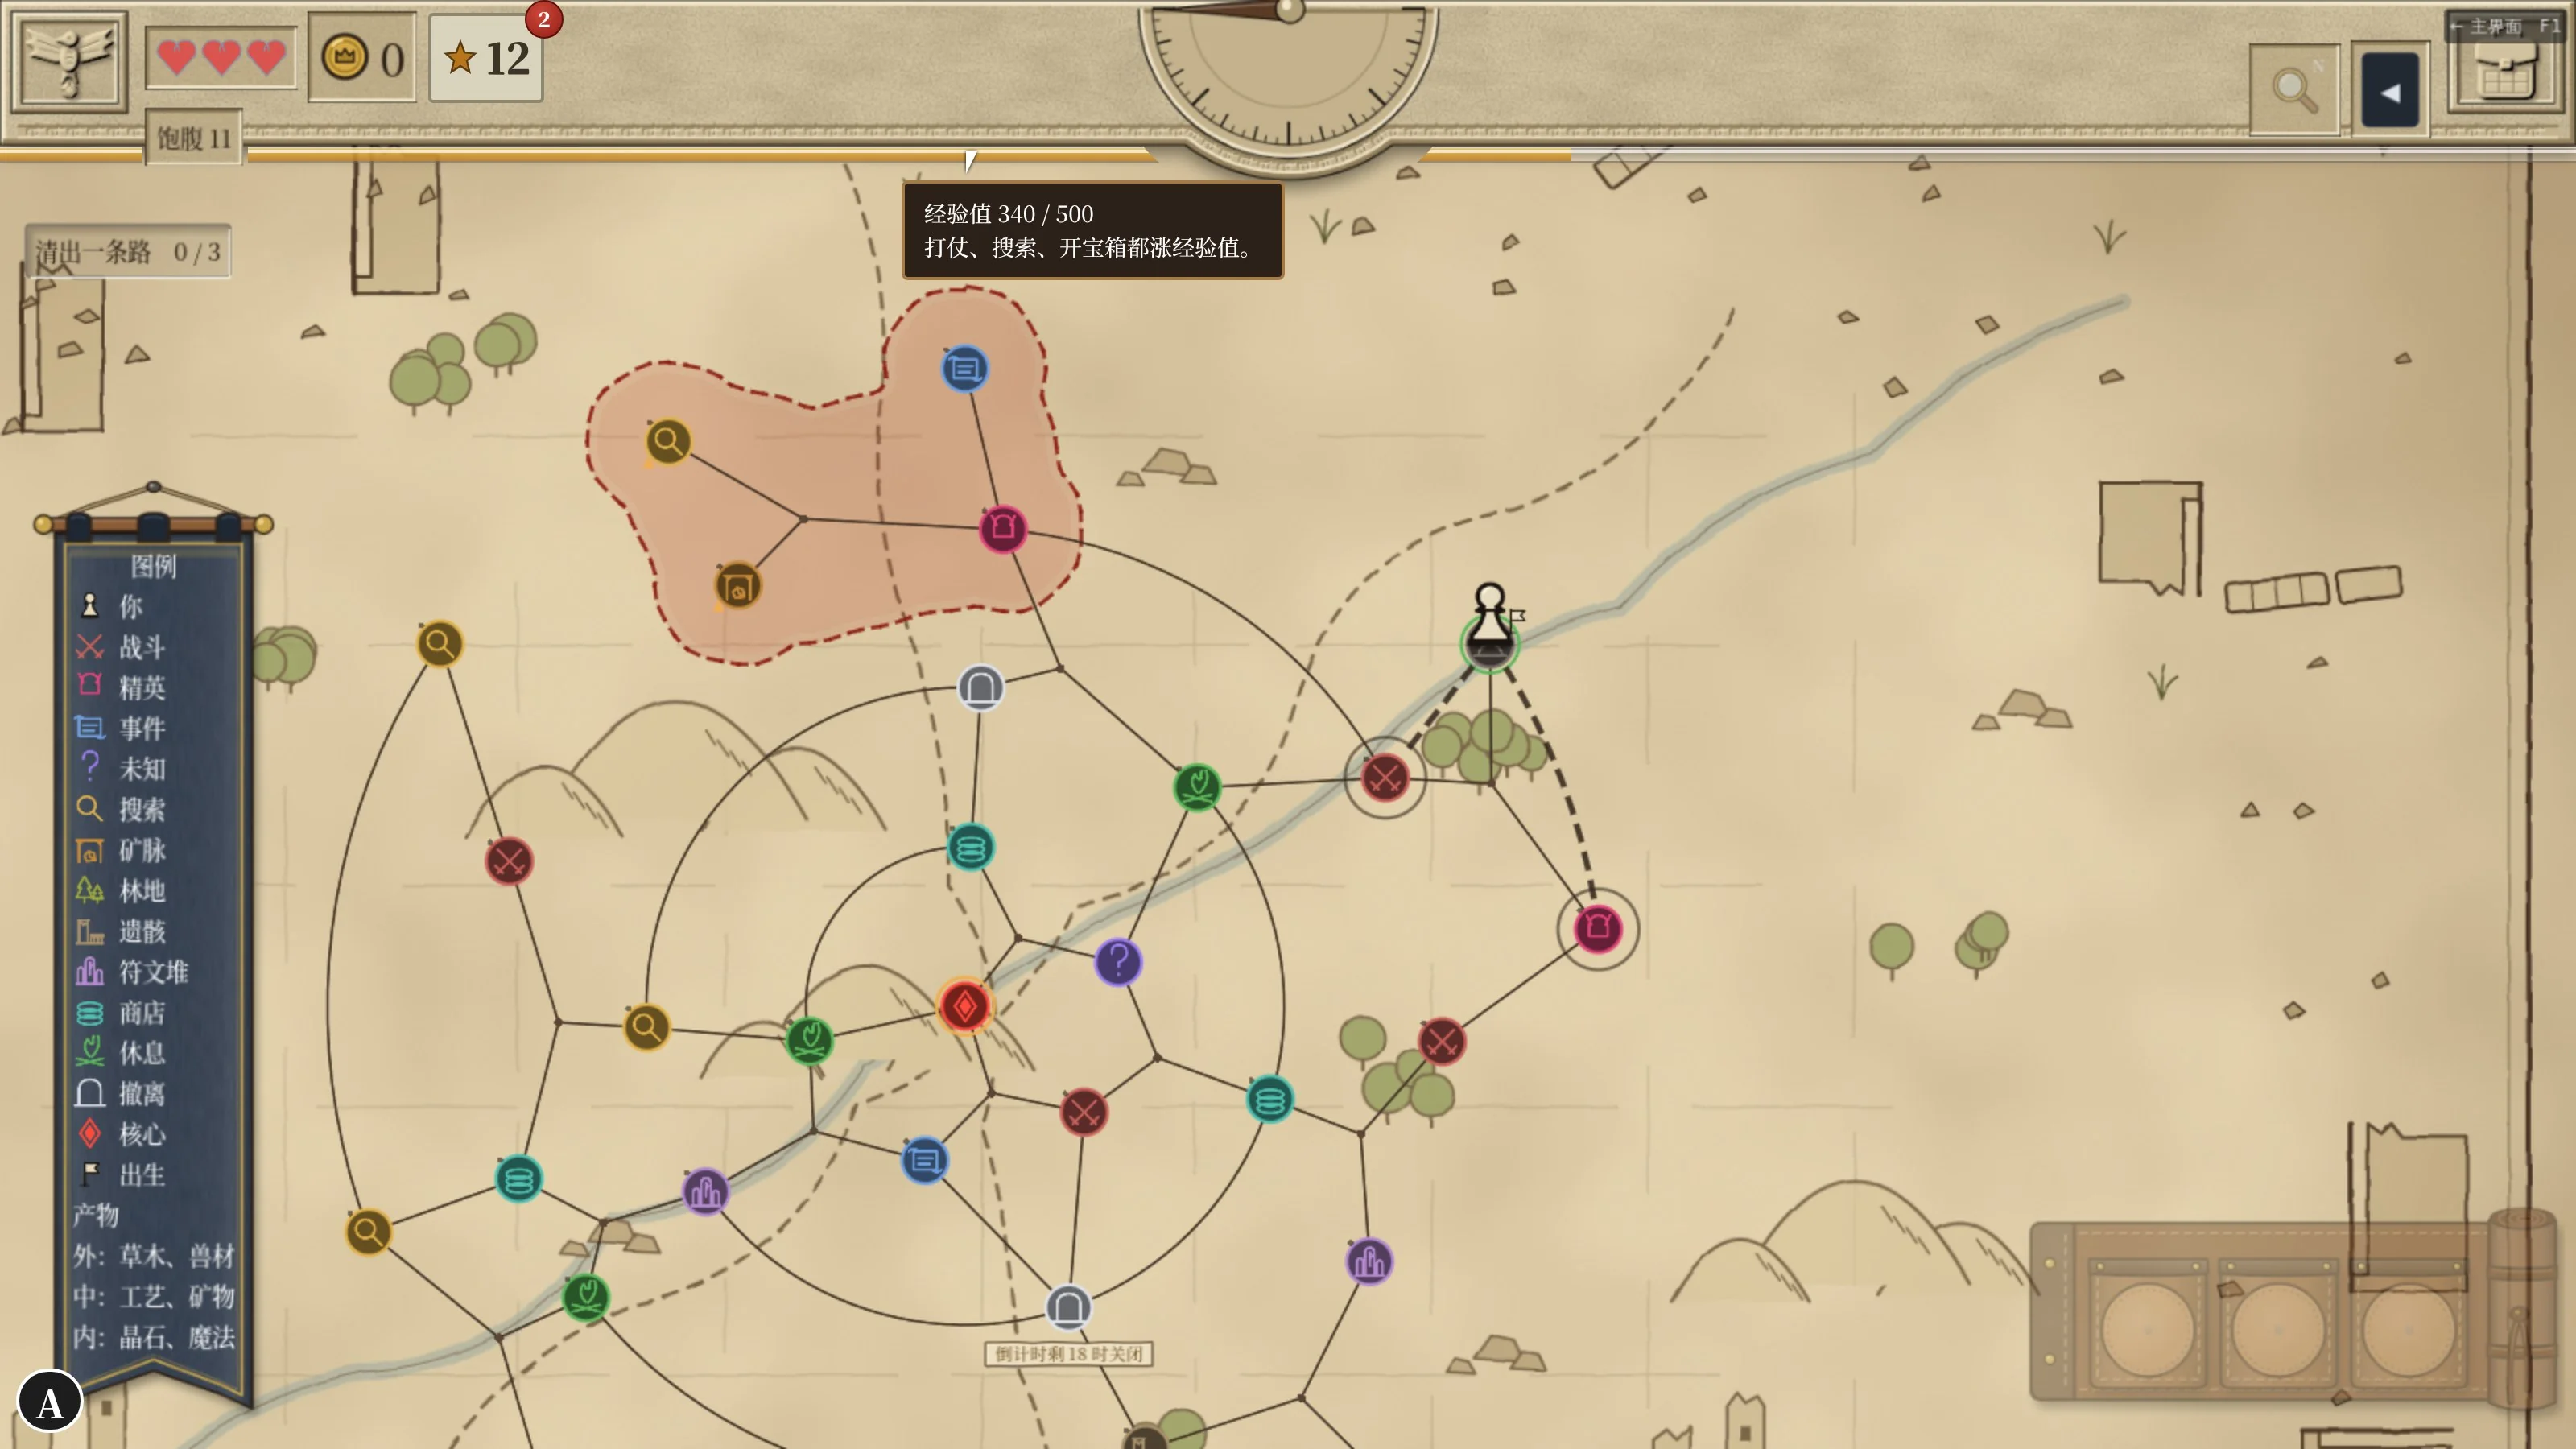 2
0
12
← 主界面 F1
N
饱腹 11
经验值 340 / 500
打仗、搜索、开宝箱都涨经验值。
清出一条路 0 / 3
图例
你
战斗
精英
事件
未知
搜索
矿脉
林地
遗骸
符文堆
商店
休息
撤离
核心
出生
产物
外：草木、兽材
中：工艺、矿物
内：晶石、魔法
倒计时剩 18 时关闭
A